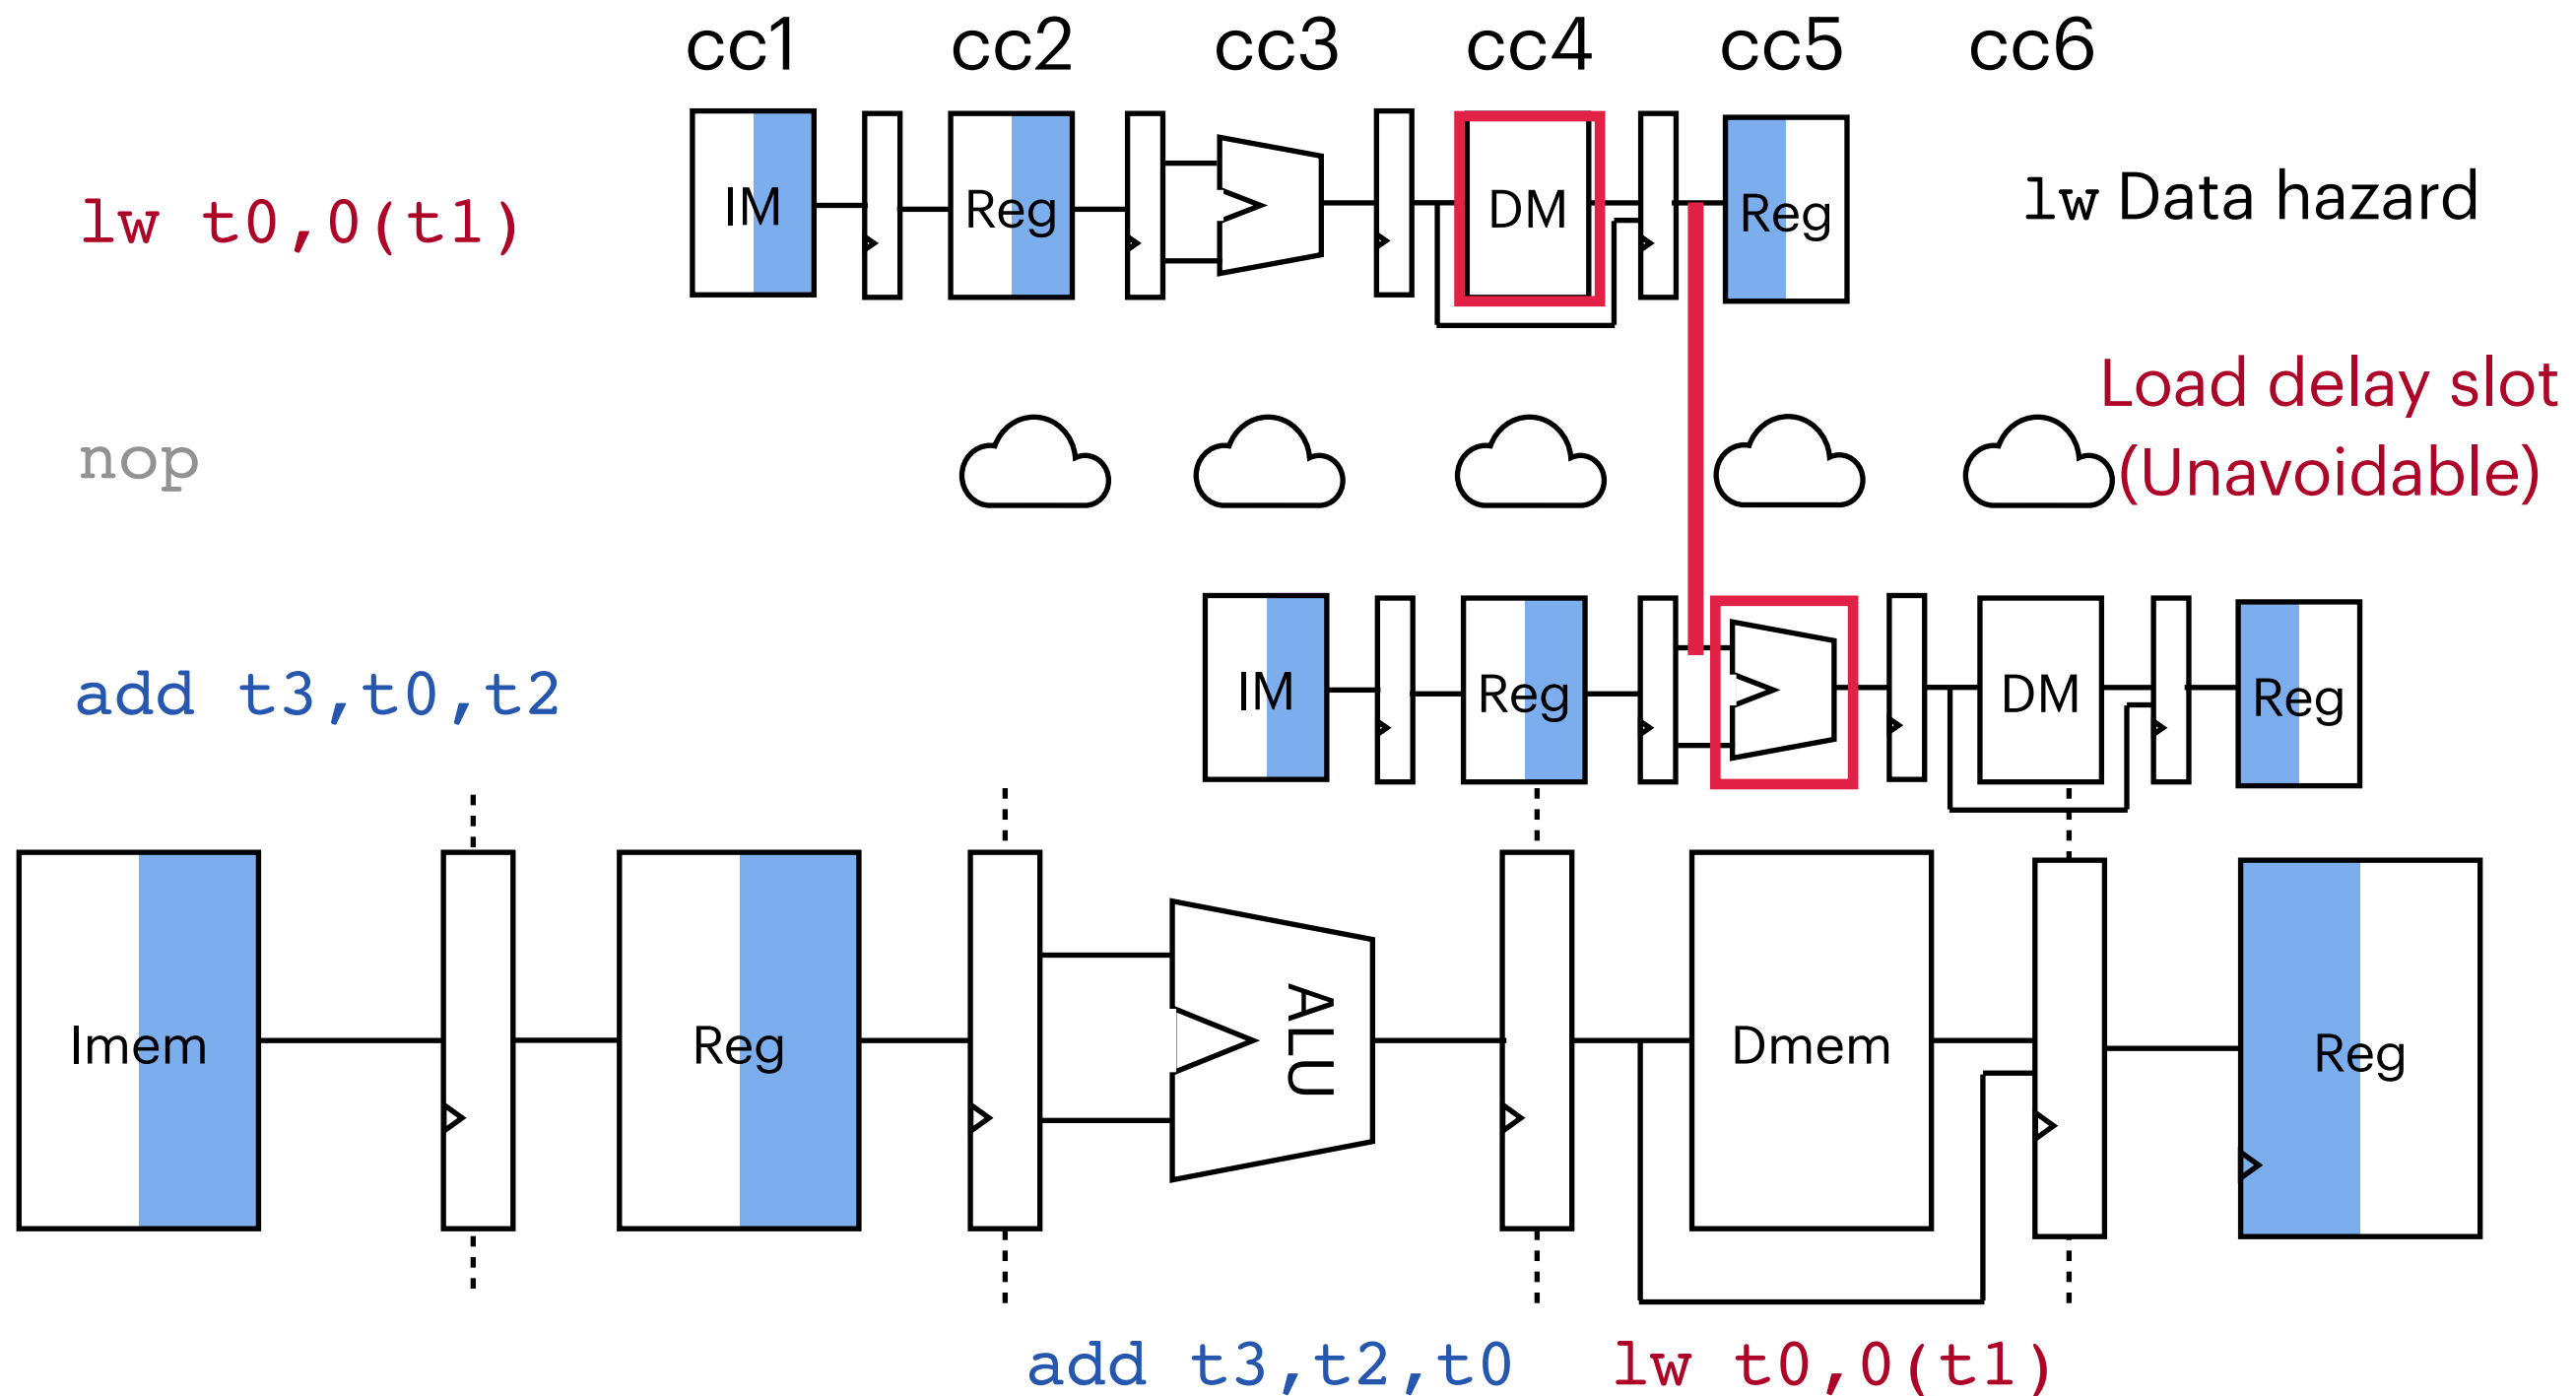 cc1 cc2 cc3 cc4 cc5 cc6
lw t0,0(t1)
IM Reg DM Reg
lw Data hazard
nop
Load delay slot
(Unavoidable)
add t3,t0,t2
IM Reg DM Reg
Imem Reg ALU Dmem Reg
add t3,t2,t0 lw t0,0(t1)